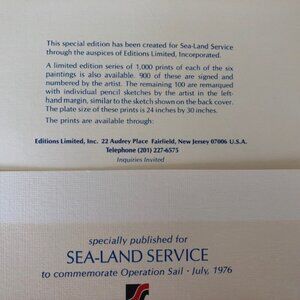 This special edition has been created for Sea-Land Service
through the auspices of Editions Limited, Incorporated.
A limited edition series of 1,000 prints of each of the six
paintings is also available. 900 of these are signed and
numbered by the artist. The remaining 100 are remarqued
with individual pencil sketches by the artist in the left-
hand margin, similar to the sketch shown on the back cover.
The plate size of these prints is 24 inches by 30 inches.
The prints are available through:
Editions Limited, Inc. 22 Audrey Place Fairfield, New Jersey 07006 U.S.A.
Telephone (201) 227-6575
Inquiries Invited
specially published for
SEA-LAND SERVICE
to commemorate Operation Sail · July, 1976